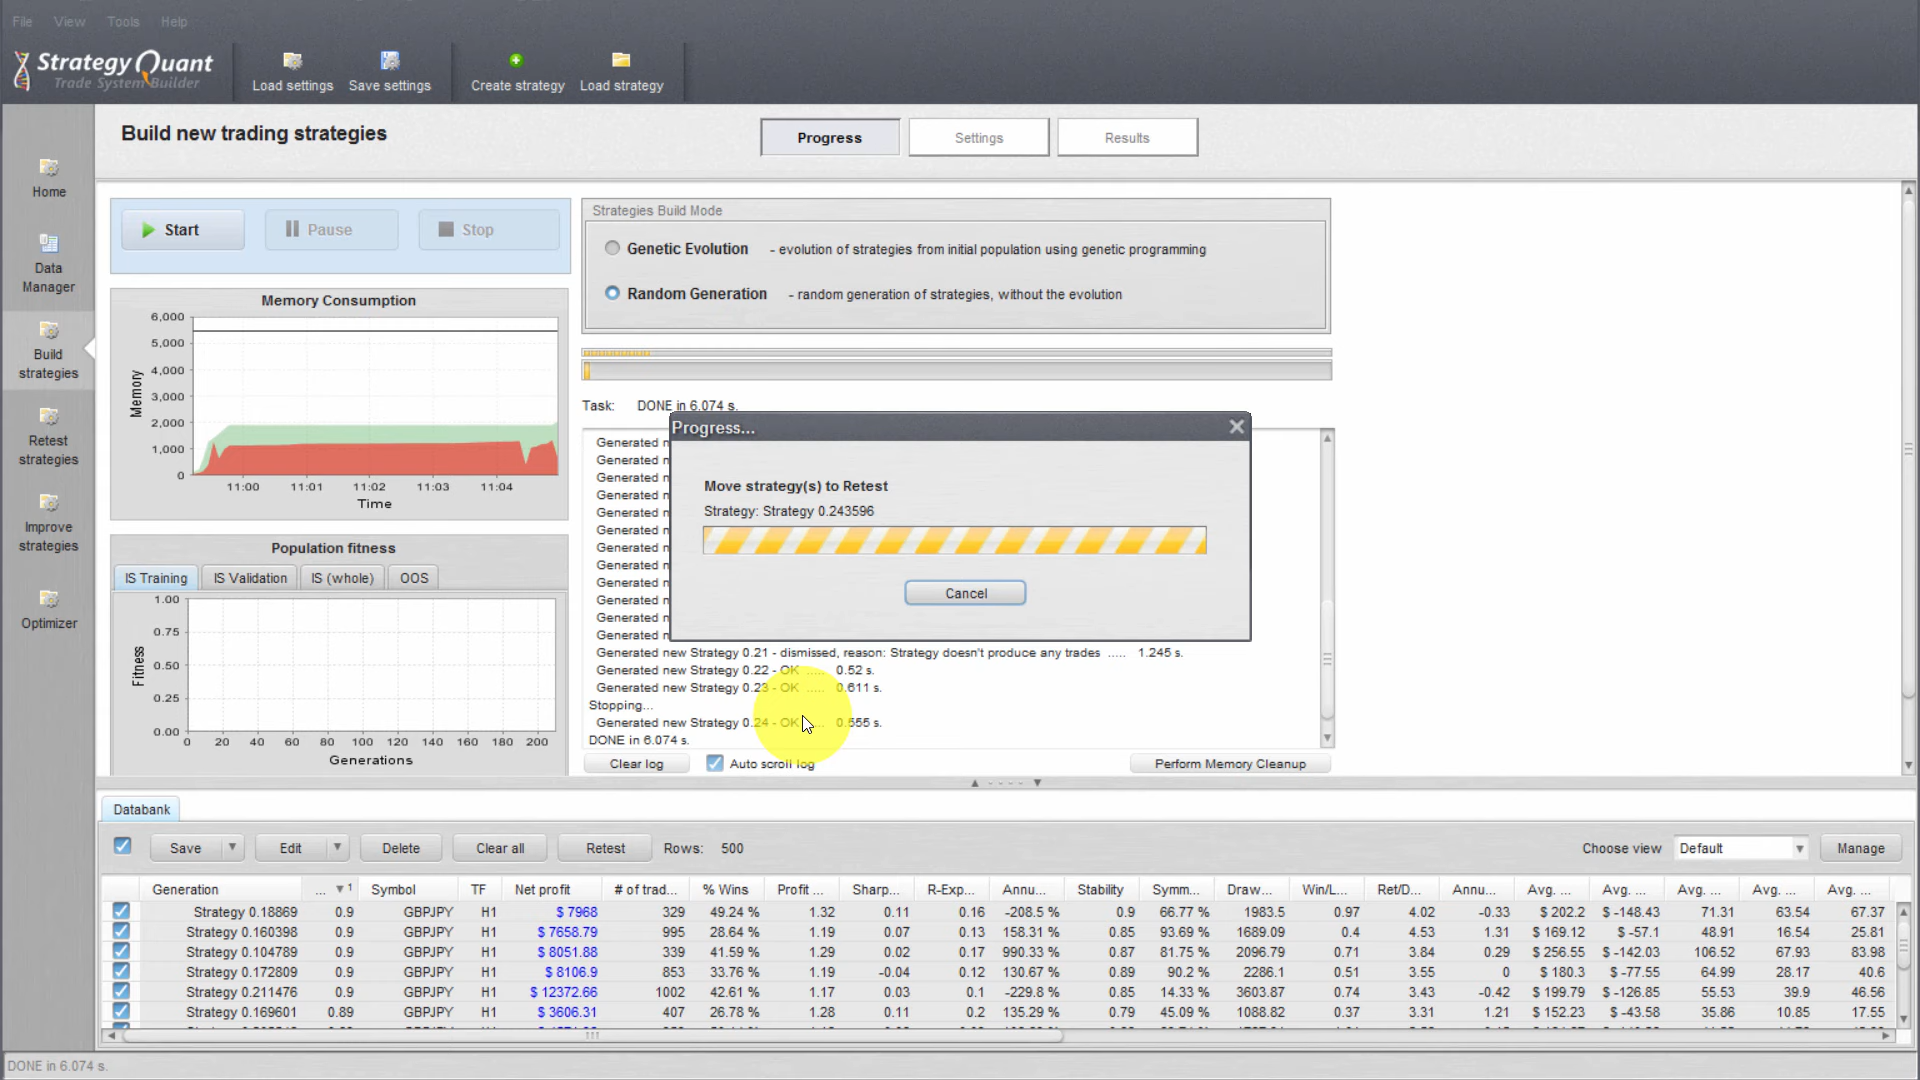 File View Tools Help
Strategy Quant
Trade System Builder
Load settings Save settings Create strategy Load strategy
Build new trading strategies
Progress Settings Results
Home
Data Manager
Build strategies
Retest strategies
Improve strategies
Optimizer
Start Pause Stop
Memory Consumption
6,000
5,000
4,000
3,000
2,000
1,000
0
Memory
11:00 11:01 11:02 11:03 11:04
Time
Population fitness
IS Training IS Validation IS (whole) OOS
1.00
0.75
0.50
0.25
0.00
Fitness
0 20 40 60 80 100 120 140 160 180 200
Generations
Strategies Build Mode
Genetic Evolution - evolution of strategies from initial population using genetic programming
Random Generation - random generation of strategies, without the evolution
Task: DONE in 6.074 s.
Generated n
Generated n
Generated n
Generated n
Generated n
Generated n
Generated n
Generated n
Generated n
Generated n
Generated n
Generated n
Progress...
Move strategy(s) to Retest
Strategy: Strategy 0.243596
Cancel
Generated new Strategy 0.21 - dismissed, reason: Strategy doesn't produce any trades ..... 1.245 s.
Generated new Strategy 0.22 - OK ..... 0.52 s.
Generated new Strategy 0.23 - OK ..... 0.611 s.
Stopping...
Generated new Strategy 0.24 - OK ..... 0.555 s.
DONE in 6.074 s.
Clear log Auto scroll log Perform Memory Cleanup
Databank
Save Edit Delete Clear all Retest Rows: 500 Choose view Default Manage
Generation ... 1 Symbol TF Net profit # of trad... % Wins Profit ... Sharp... R-Exp... Annu... Stability Symm... Draw... Win/L... Ret/D... Annu... Avg. ... Avg. ... Avg. ... Avg. ... Avg. ...
Strategy 0.18869 0.9 GBPJPY H1 $ 7968 329 49.24 % 1.32 0.11 0.16 -208.5 % 0.9 66.77 % 1983.5 0.97 4.02 -0.33 $ 202.2 $ -148.43 71.31 63.54 67.37
Strategy 0.160398 0.9 GBPJPY H1 $ 7658.79 995 28.64 % 1.19 0.07 0.13 158.31 % 0.85 93.69 % 1689.09 0.4 4.53 1.31 $ 169.12 $ -57.1 48.91 16.54 25.81
Strategy 0.104789 0.9 GBPJPY H1 $ 8051.88 339 41.59 % 1.29 0.02 0.17 990.33 % 0.87 81.75 % 2096.79 0.71 3.84 0.29 $ 256.55 $ -142.03 106.52 67.93 83.98
Strategy 0.172809 0.9 GBPJPY H1 $ 8106.9 853 33.76 % 1.19 -0.04 0.12 130.67 % 0.89 90.2 % 2286.1 0.51 3.55 0 $ 180.3 $ -77.55 64.99 28.17 40.6
Strategy 0.211476 0.9 GBPJPY H1 $ 12372.66 1002 42.61 % 1.17 0.03 0.1 -229.8 % 0.85 14.33 % 3603.87 0.74 3.43 -0.42 $ 199.79 $ -126.85 55.53 39.9 46.56
Strategy 0.169601 0.89 GBPJPY H1 $ 3606.31 407 26.78 % 1.28 0.11 0.2 135.29 % 0.79 45.09 % 1088.82 0.37 3.31 1.21 $ 152.23 $ -43.58 35.86 10.85 17.55
DONE in 6.074 s.